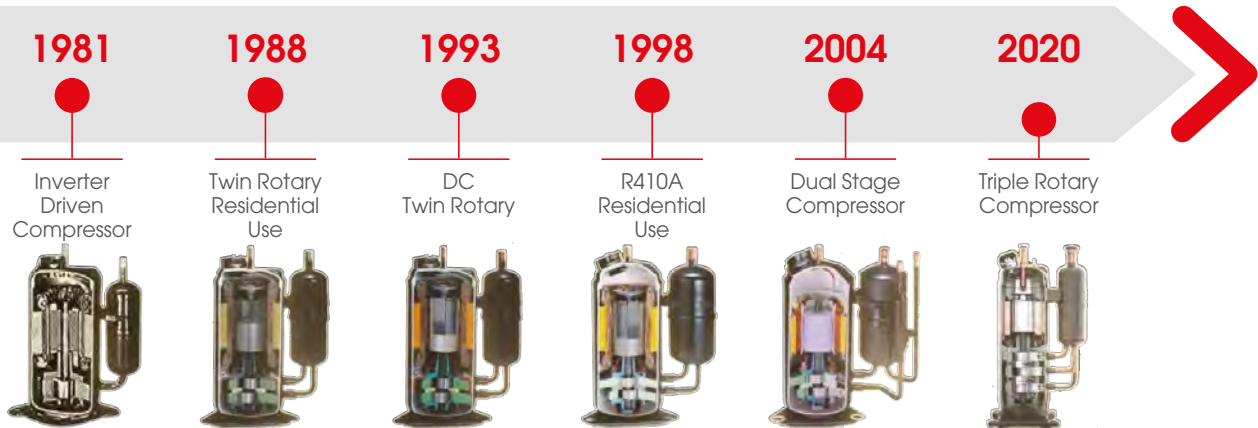 1981
1988
1993
1998
2004
2020
Inverter
Driven
Compressor
Twin Rotary
Residential
Use
DC
Twin Rotary
R410A
Residential
Use
Dual Stage
Compressor
Triple Rotary
Compressor